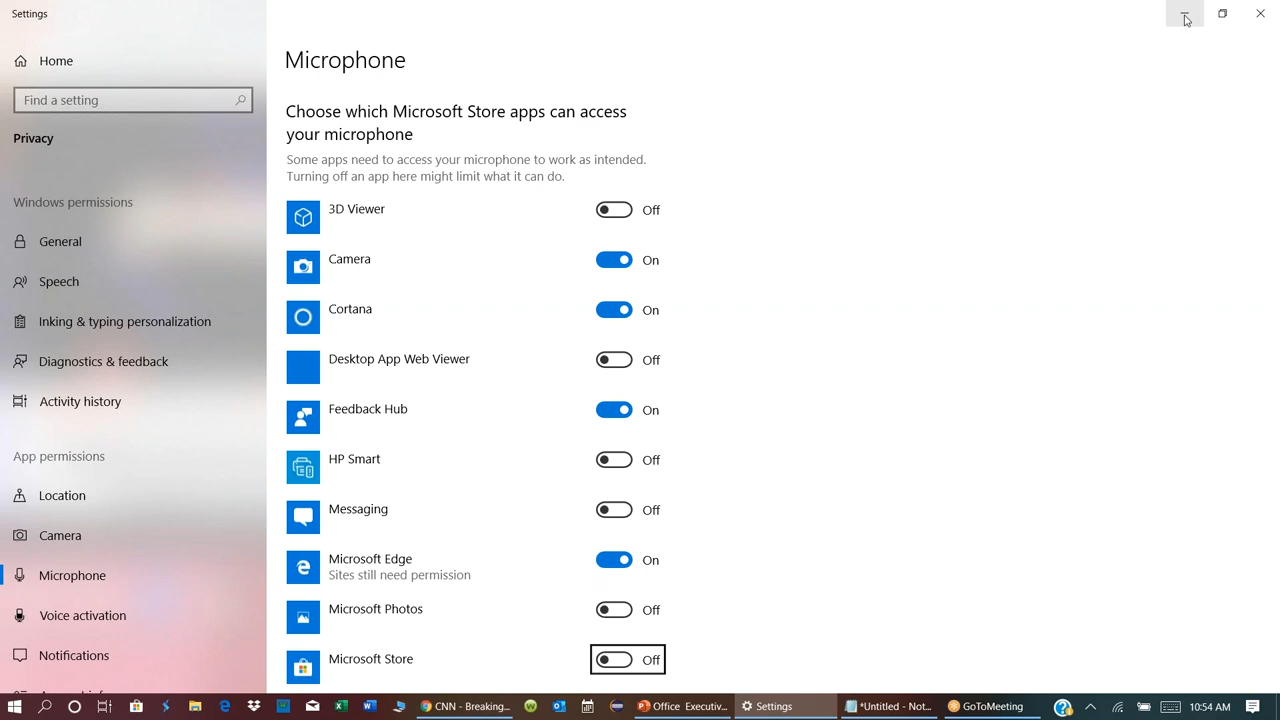 Settings
Home
Find a setting
Privacy
Windows permissions
General
Speech
Inking & typing personalization
Diagnostics & feedback
Activity history
App permissions
Location
Camera
Microphone
Voice activation
Notifications
Microphone
Choose which Microsoft Store apps can access
your microphone
Some apps need to access your microphone to work as intended.
Turning off an app here might limit what it can do.
3D Viewer Off
Camera On
Cortana On
Desktop App Web Viewer Off
Feedback Hub On
HP Smart Off
Messaging Off
Microsoft Edge On
Sites still need permission
Microsoft Photos Off
Microsoft Store Off
CNN - Breaking... Office Executiv... Settings *Untitled - Not... GoToMeeting 10:54 AM